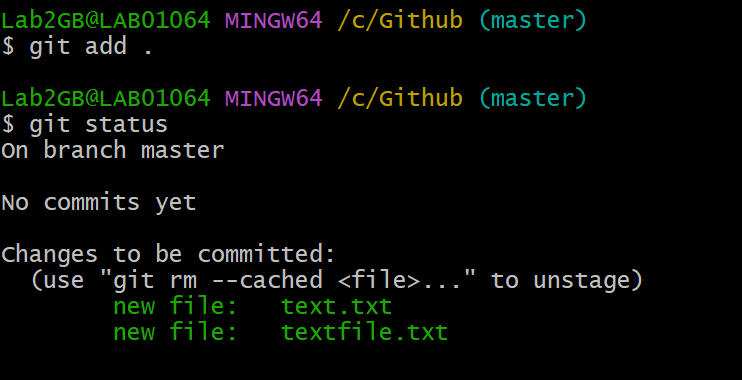 Lab2GB@LAB01064 MINGW64 /c/Github (master)
$ git add .
Lab2GB@LAB01064 MINGW64 /c/Github (master)
$ git status
On branch master
No commits yet
Changes to be committed:
  (use "git rm --cached <file>..." to unstage)
        new file:   text.txt
        new file:   textfile.txt